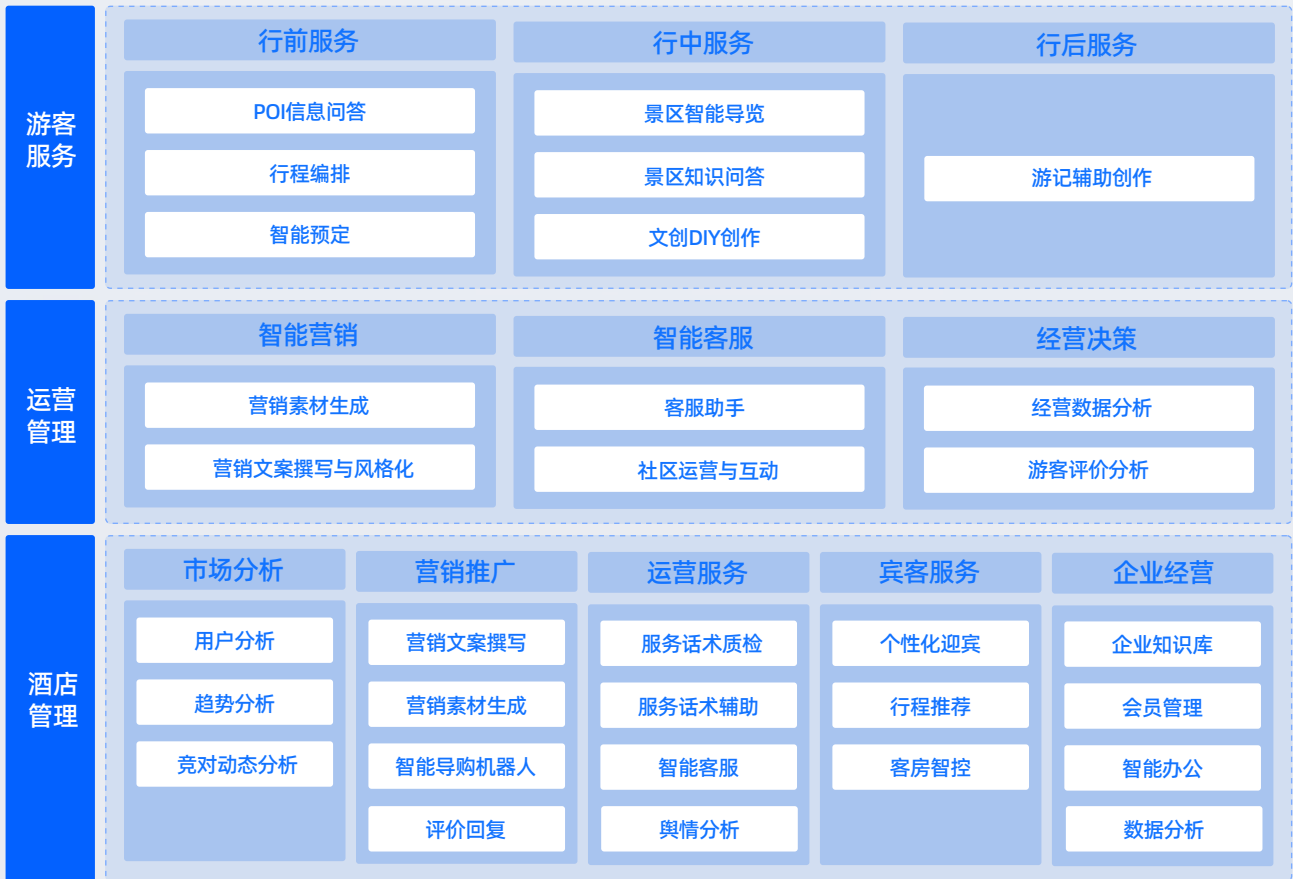 游客
服务
行前服务
POI信息问答
行程编排
智能预定
行中服务
景区智能导览
景区知识问答
文创DIY创作
行后服务
游记辅助创作
运营
管理
智能营销
营销素材生成
营销文案撰写与风格化
智能客服
客服助手
社区运营与互动
经营决策
经营数据分析
游客评价分析
酒店
管理
市场分析
用户分析
趋势分析
竞对动态分析
营销推广
营销文案撰写
营销素材生成
智能导购机器人
评价回复
运营服务
服务话术质检
服务话术辅助
智能客服
舆情分析
宾客服务
个性化迎宾
行程推荐
客房智控
企业经营
企业知识库
会员管理
智能办公
数据分析